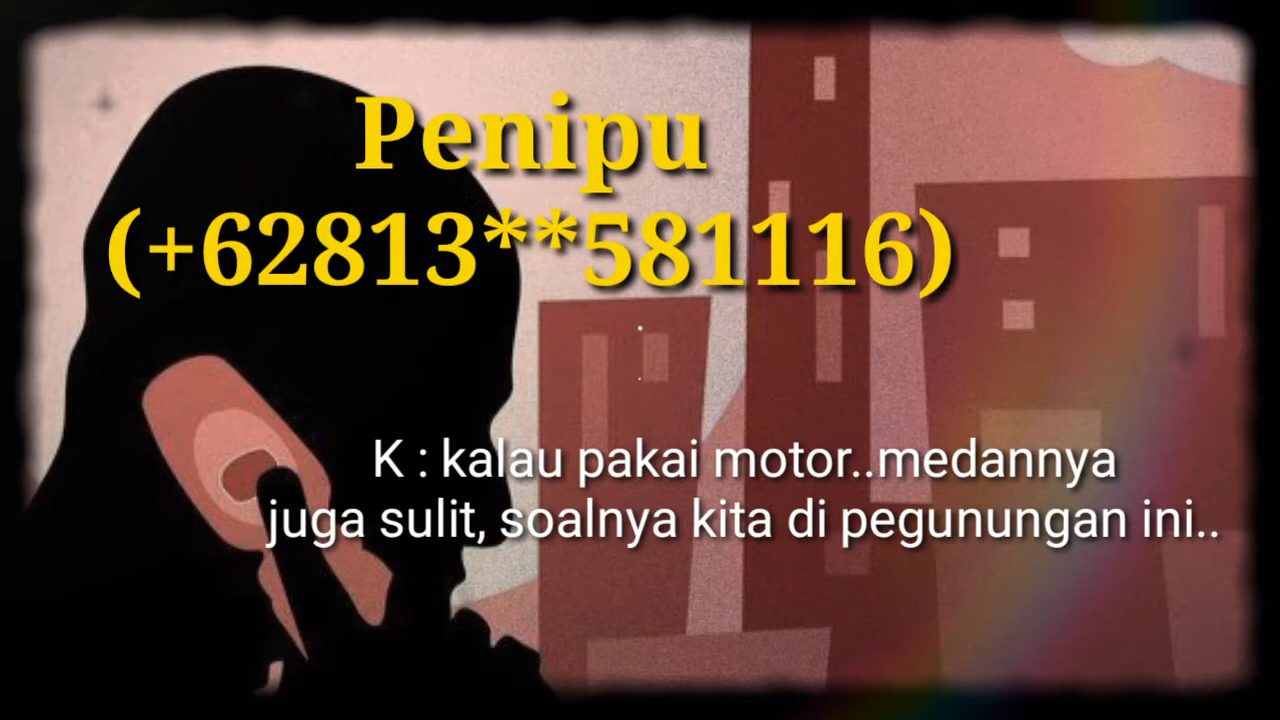 Penipu
(+62813**581116)
K : kalau pakai motor..medannya
juga sulit, soalnya kita di pegunungan ini..